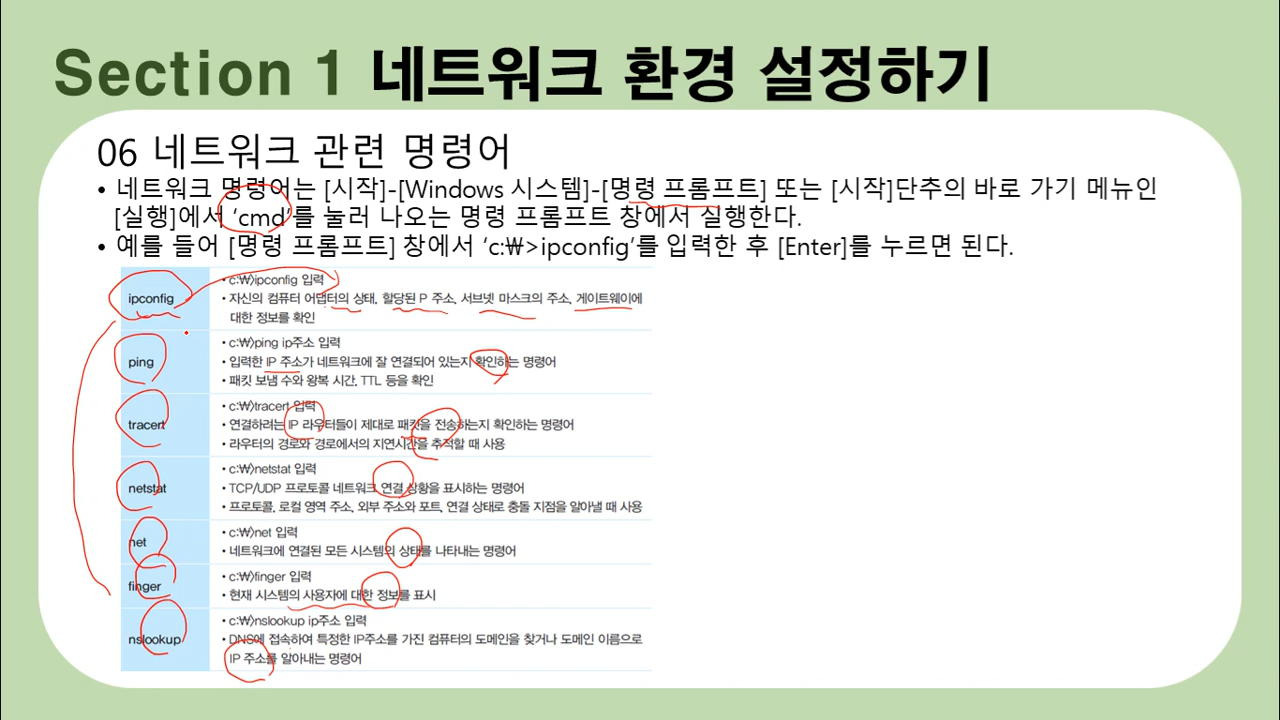 Section 1 네트워크 환경 설정하기
06 네트워크 관련 명령어
• 네트워크 명령어는 [시작]-[Windows 시스템]-[명령 프롬프트] 또는 [시작]단추의 바로 가기 메뉴인
[실행]에서 ‘cmd’를 눌러 나오는 명령 프롬프트 창에서 실행한다.
• 예를 들어 [명령 프롬프트] 창에서 ‘c:₩>ipconfig’를 입력한 후 [Enter]를 누르면 된다.
ipconfig
• c:₩>ipconfig 입력
• 자신의 컴퓨터 어댑터의 상태, 할당된 P 주소, 서브넷 마스크의 주소, 게이트웨이에
대한 정보를 확인
ping
• c:₩>ping ip주소 입력
• 입력한 IP 주소가 네트워크에 잘 연결되어 있는지 확인하는 명령어
• 패킷 보냄 수와 왕복 시간, TTL 등을 확인
tracert
• c:₩>tracert 입력
• 연결하려는 IP 라우터들이 제대로 패킷을 전송하는지 확인하는 명령어
• 라우터의 경로와 경로에서의 지연시간을 추적할 때 사용
netstat
• c:₩>netstat 입력
• TCP/UDP 프로토콜 네트워크 연결 상황을 표시하는 명령어
• 프로토콜, 로컬 영역 주소, 외부 주소와 포트, 연결 상태로 충돌 지점을 알아낼 때 사용
net
• c:₩>net 입력
• 네트워크에 연결된 모든 시스템의 상태를 나타내는 명령어
finger
• c:₩>finger 입력
• 현재 시스템의 사용자에 대한 정보를 표시
nslookup
• c:₩>nslookup ip주소 입력
• DNS에 접속하여 특정한 IP주소를 가진 컴퓨터의 도메인을 찾거나 도메인 이름으로
IP 주소를 알아내는 명령어